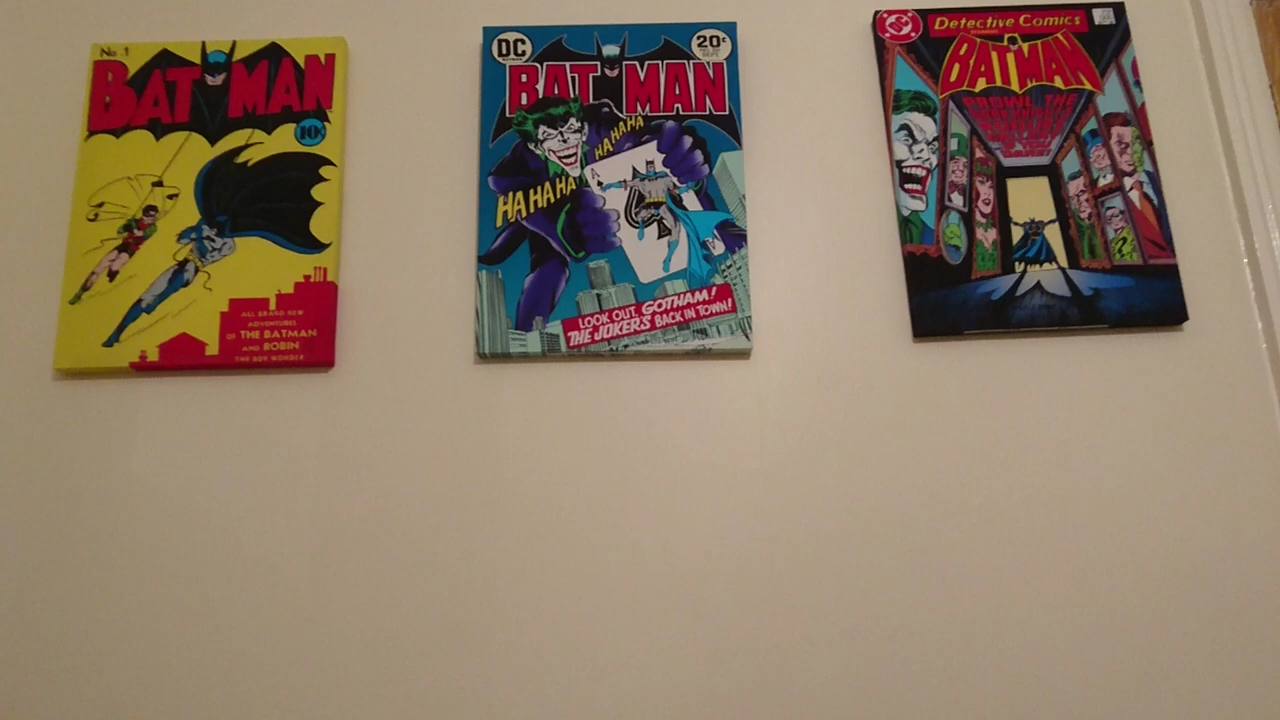 No. 1
BATMAN
10¢
ALL BRAND NEW
ADVENTURES
OF THE BATMAN
AND ROBIN
THE BOY WONDER
DC
20¢
BATMAN
HA HA HA
HA HA HA
A
LOOK OUT, GOTHAM!
THE JOKER'S BACK IN TOWN!
DC
Detective Comics
BATMAN
PROWL THE